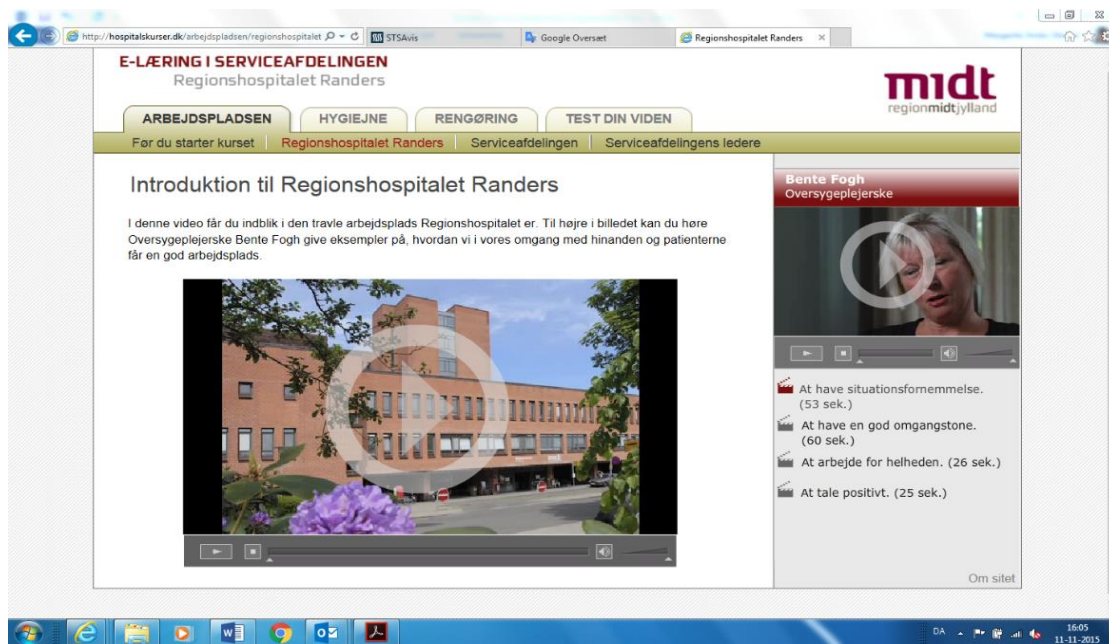 http://hospitalskurser.dk/arbejdspladsen/regionshospitalet
STSAvis
Google Oversæt
Regionshospitalet Randers
E-LÆRING I SERVICEAFDELINGEN
Regionshospitalet Randers
midt
regionmidtjylland
ARBEJDSPLADSEN HYGIEJNE RENGØRING TEST DIN VIDEN
Før du starter kurset Regionshospitalet Randers Serviceafdelingen Serviceafdelingens ledere
Introduktion til Regionshospitalet Randers
I denne video får du indblik i den travle arbejdsplads Regionshospitalet er. Til højre i billedet kan du høre
Oversygeplejerske Bente Fogh give eksempler på, hvordan vi i vores omgang med hinanden og patienterne
får en god arbejdsplads.
midt
Bente Fogh
Oversygeplejerske
At have situationsfornemmelse.
(53 sek.)
At have en god omgangstone.
(60 sek.)
At arbejde for helheden. (26 sek.)
At tale positivt. (25 sek.)
Om sitet
DA
16:05
11-11-2015